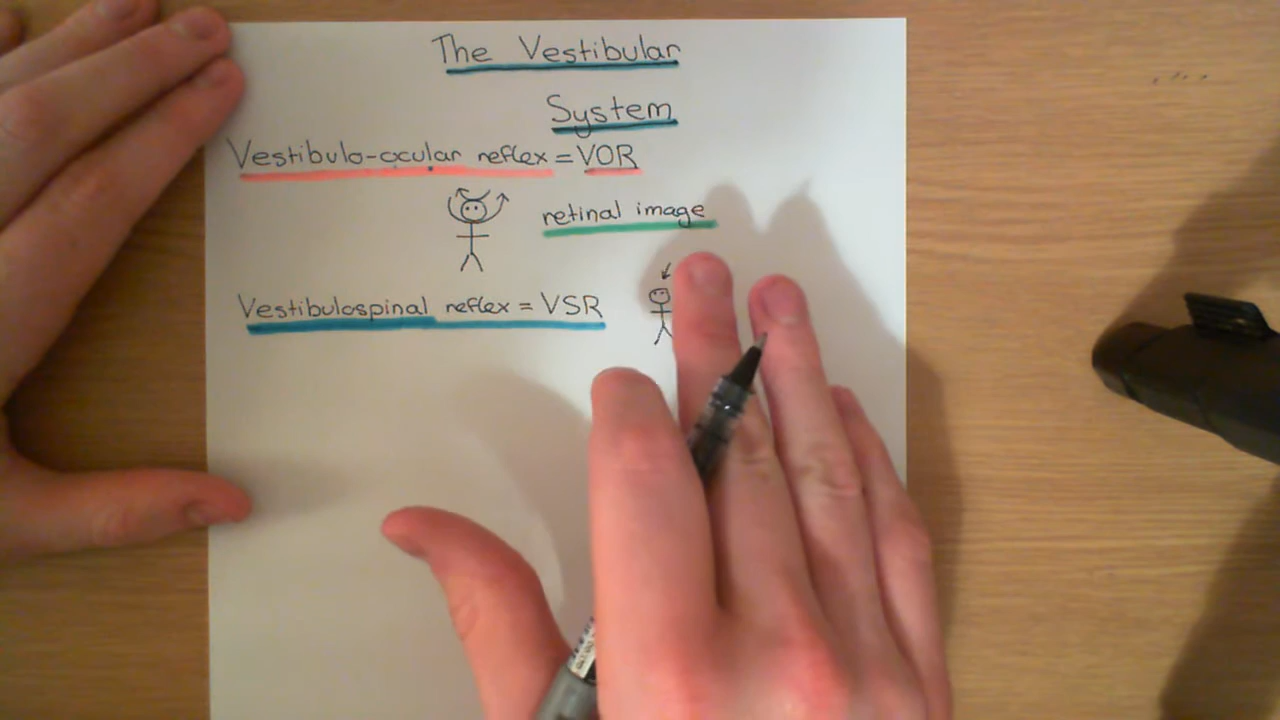 The Vestibular
System
Vestibulo-ocular reflex = VOR
retinal image
Vestibulospinal reflex = VSR